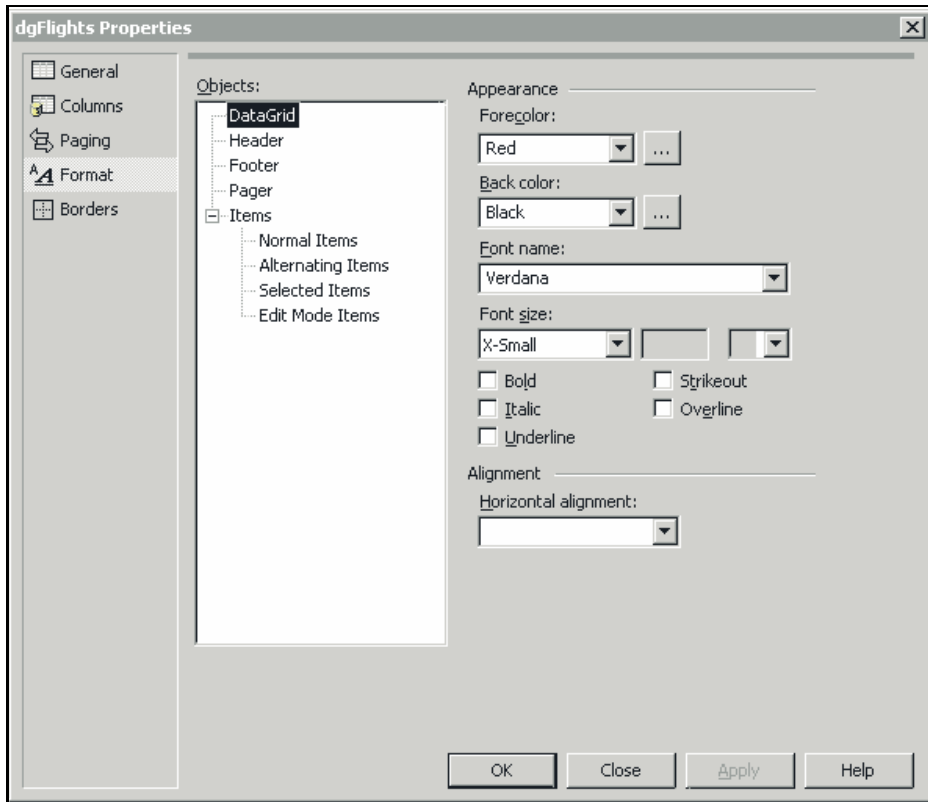 dgFlights Properties
General
Columns
Paging
Format
Borders
Objects:
DataGrid
Header
Footer
Pager
Items
Normal Items
Alternating Items
Selected Items
Edit Mode Items
Appearance
Forecolor:
Red
...
Back color:
Black
...
Font name:
Verdana
Font size:
X-Small
Bold
Strikeout
Italic
Overline
Underline
Alignment
Horizontal alignment:
OK
Close
Apply
Help